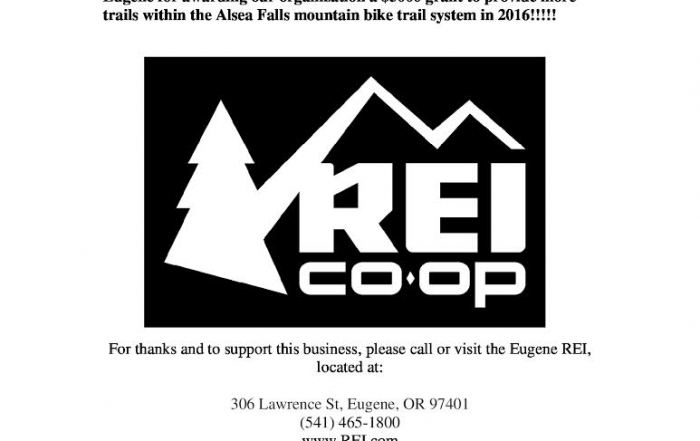 Eugene for awarding our organization a $5000 grant to provide more
trails within the Alsea Falls mountain bike trail system in 2016!!!!!
REI
co·op
For thanks and to support this business, please call or visit the Eugene REI,
located at:
306 Lawrence St, Eugene, OR 97401
(541) 465-1800
www.REI.com